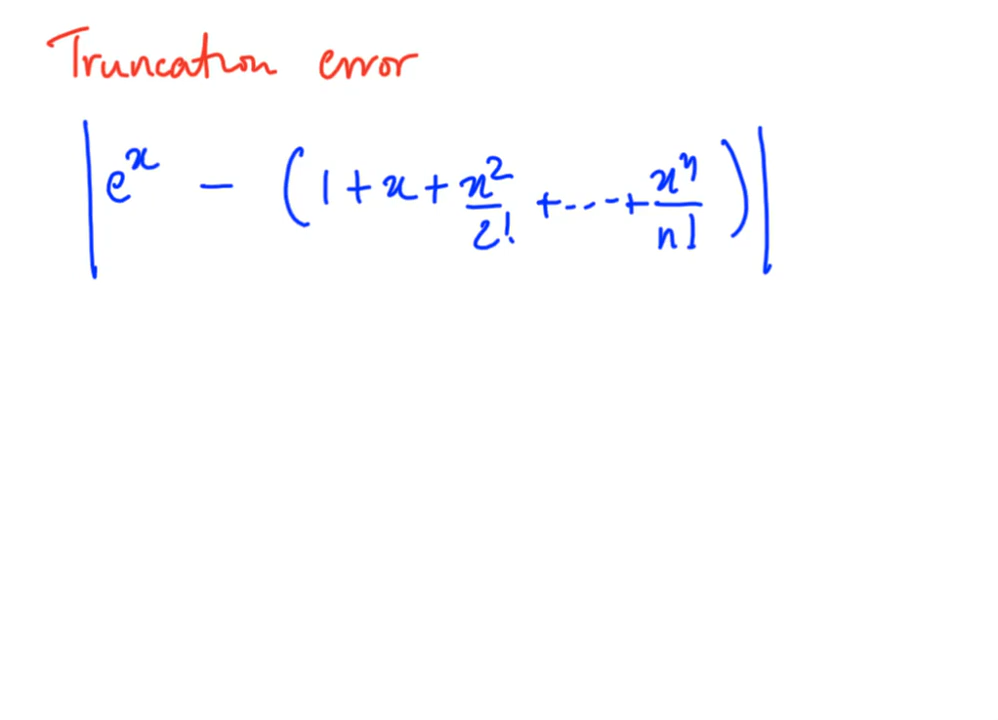 Truncation error
|e^x - (1 + x + x^2/2! + --- + x^n/n!)|